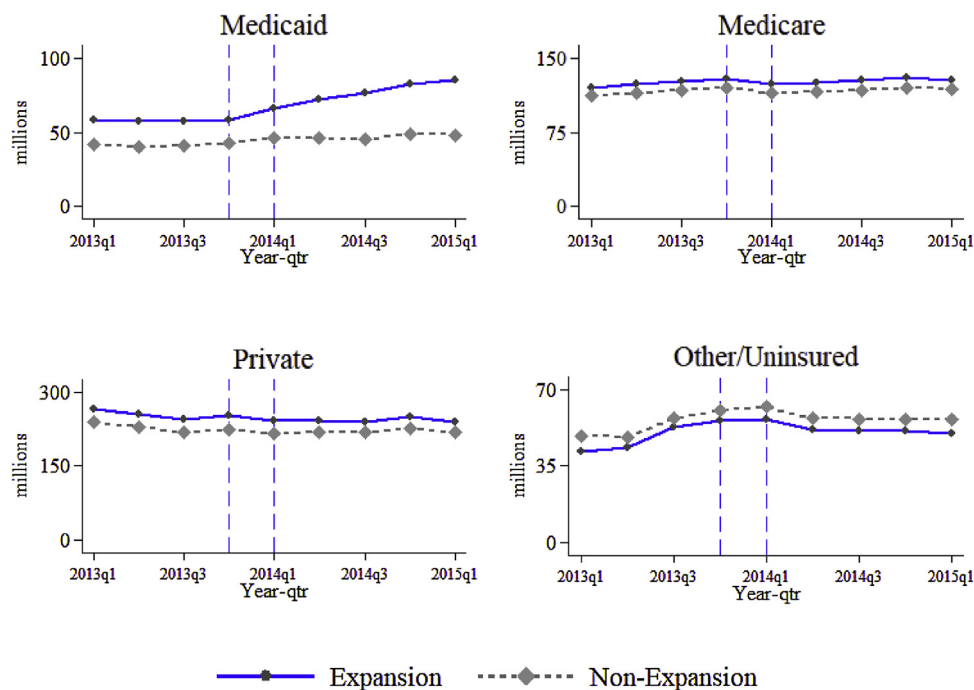 Medicaid
100
50
0
millions
2013q1 2013q3 2014q1 2014q3 2015q1
Year-qtr
Medicare
150
75
0
millions
2013q1 2013q3 2014q1 2014q3 2015q1
Year-qtr
Private
300
150
0
millions
2013q1 2013q3 2014q1 2014q3 2015q1
Year-qtr
Other/Uninsured
70
35
0
millions
2013q1 2013q3 2014q1 2014q3 2015q1
Year-qtr
Expansion Non-Expansion